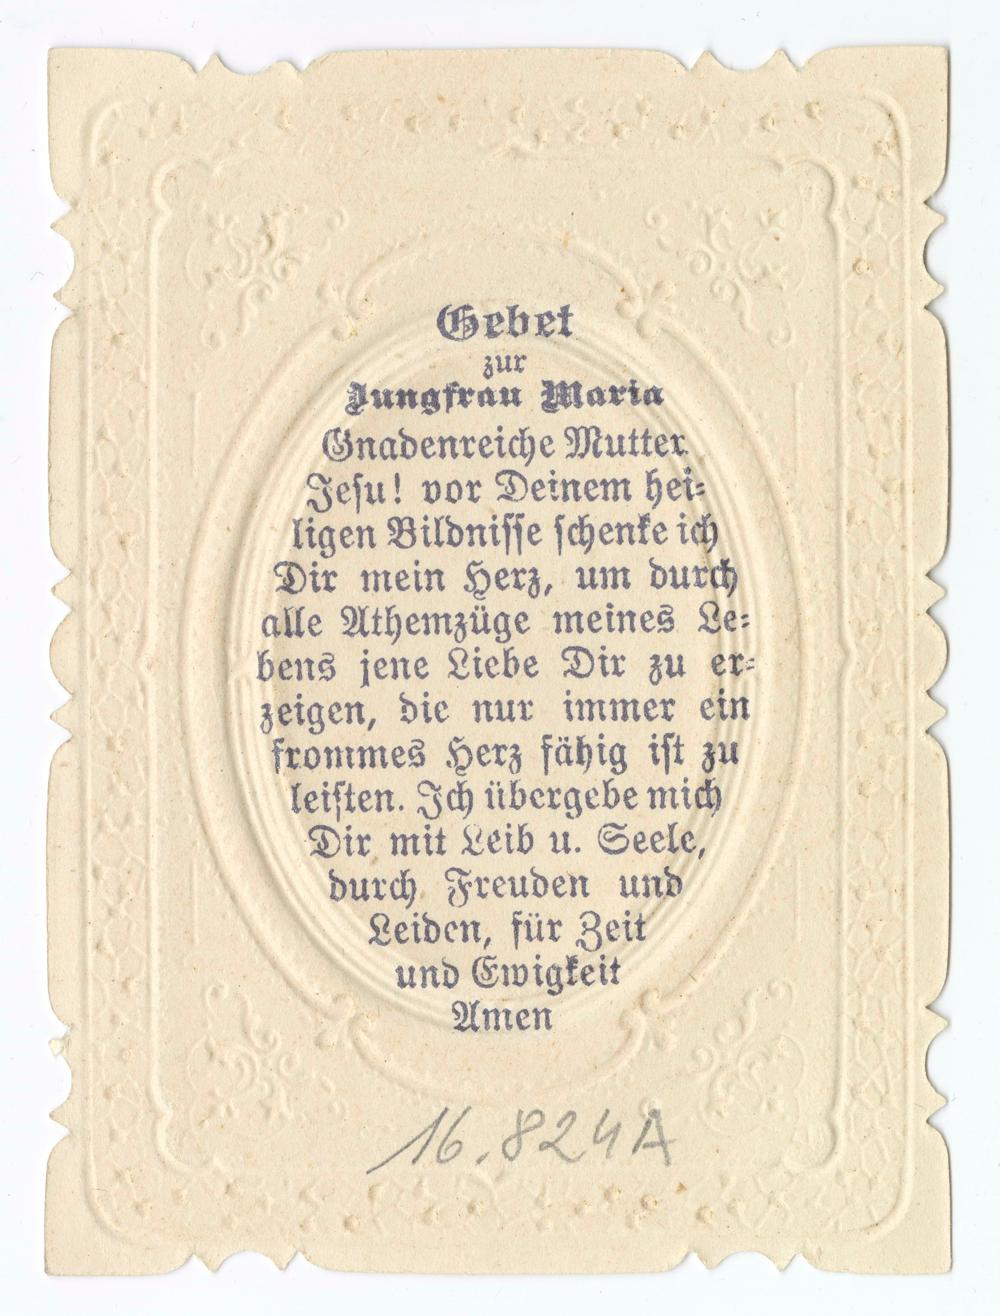 Gebet
zur
Jungfrau Maria
Gnadenreiche Mutter
Jesu! vor Deinem hei-
ligen Bildnisse schenke ich
Dir mein Herz, um durch
alle Athemzüge meines Le-
bens jene Liebe Dir zu er-
zeigen, die nur immer ein
frommes Herz fähig ist zu
leisten. Ich übergebe mich
Dir mit Leib u. Seele,
durch Freuden und
Leiden, für Zeit
und Ewigkeit
Amen
16.824A